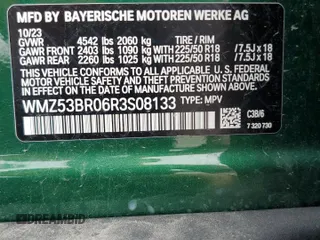 MFD BY BAYERISCHE MOTOREN WERKE AG
10/23
GVWR 4542 lbs 2060 kg TIRE / RIM
GAWR FRONT 2403 lbs 1090 kg WITH 225/50 R18 /7.5J x 18
GAWR REAR 2260 lbs 1025 kg WITH 225/50 R18 /7.5J x 18
THIS VEHICLE CONFORMS TO ALL APPLICABLE
U.S. FEDERAL MOTOR VEHICLE SAFETY, BUMPER,
AND THEFT PREVENTION STANDARDS IN
EFFECT ON THE DATE OF MANUFACTURE
SHOWN ABOVE.
WMZ53BR06R3S08133 TYPE: MPV
C38/6
7 320 730
DREAMBID